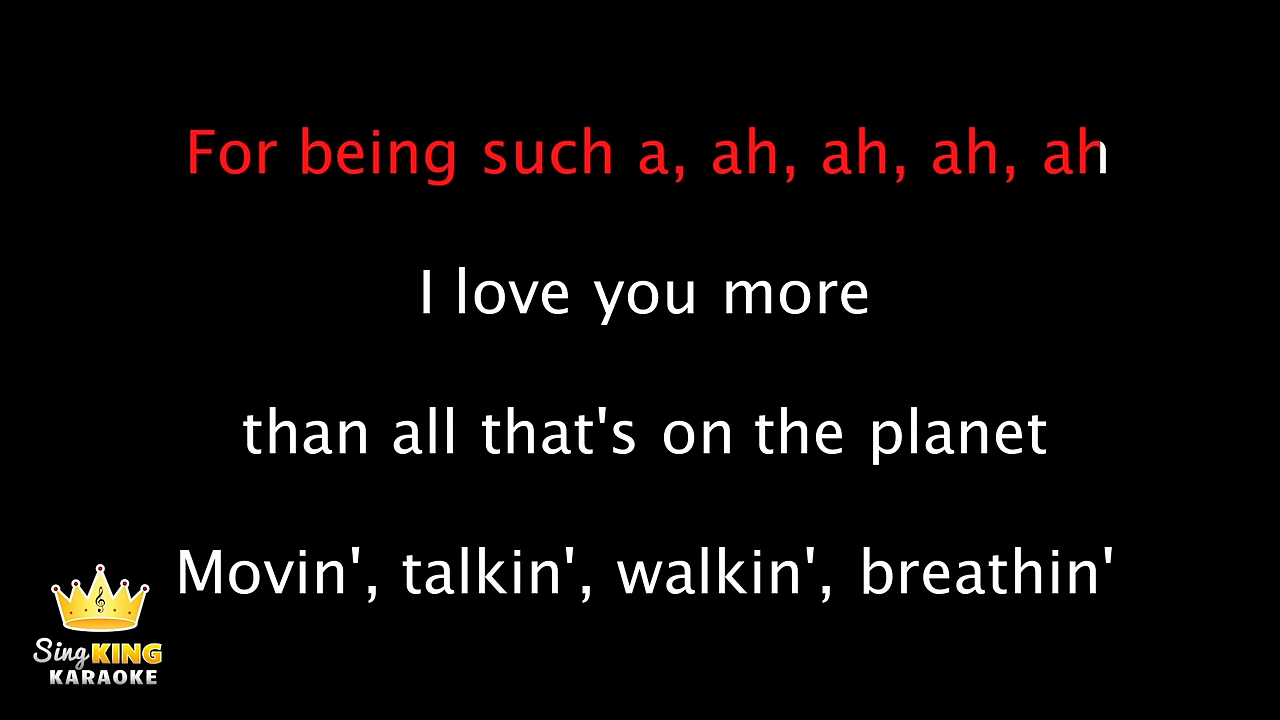 For being such a, ah, ah, ah, ah
I love you more
than all that's on the planet
Movin', talkin', walkin', breathin'
Sing KING
KARAOKE